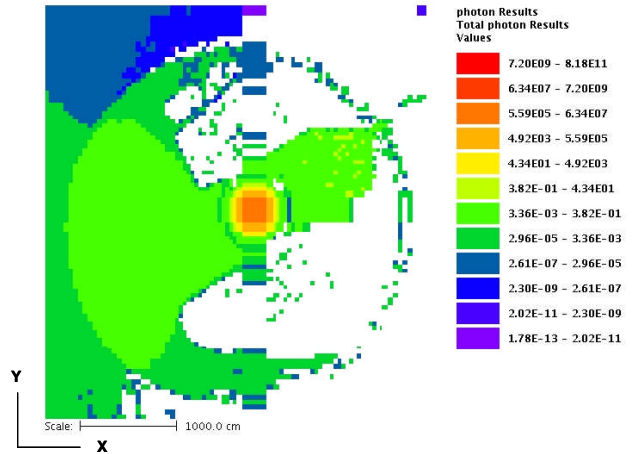 photon Results
Total photon Results
Values
7.20E09 - 8.18E11
6.34E07 - 7.20E09
5.59E05 - 6.34E07
4.92E03 - 5.59E05
4.34E01 - 4.92E03
3.82E-01 - 4.34E01
3.36E-03 - 3.82E-01
2.96E-05 - 3.36E-03
2.61E-07 - 2.96E-05
2.30E-09 - 2.61E-07
2.02E-11 - 2.30E-09
1.78E-13 - 2.02E-11
Y
X
Scale: 1000.0 cm